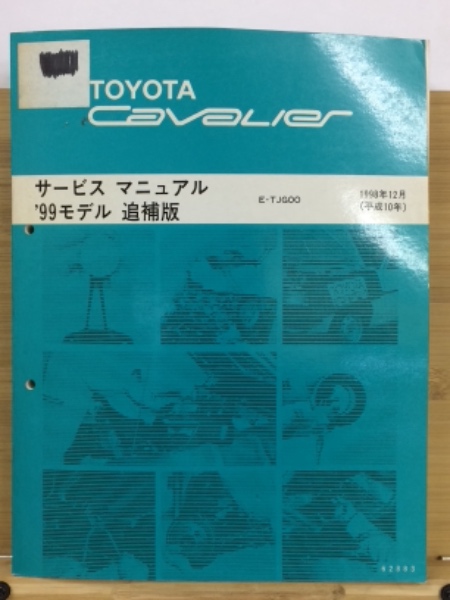 TOYOTA
Cavalier
サービス マニュアル
'99モデル 追補版
E-TJG00
1998年12月
(平成10年)
62003